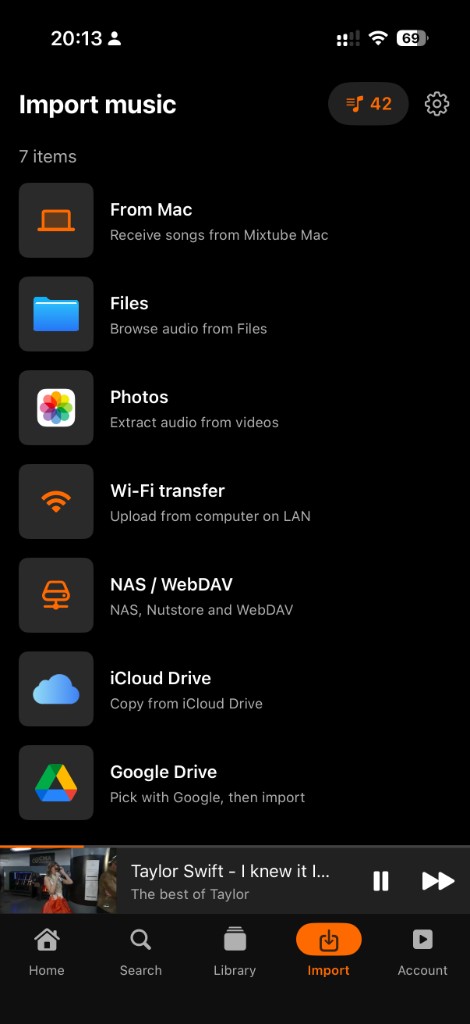 20:13
69
Import music
42
7 items
From Mac
Receive songs from Mixtube Mac
Files
Browse audio from Files
Photos
Extract audio from videos
Wi-Fi transfer
Upload from computer on LAN
NAS / WebDAV
NAS, Nutstore and WebDAV
iCloud Drive
Copy from iCloud Drive
Google Drive
Pick with Google, then import
Taylor Swift - I knew it I...
The best of Taylor
Home
Search
Library
Import
Account